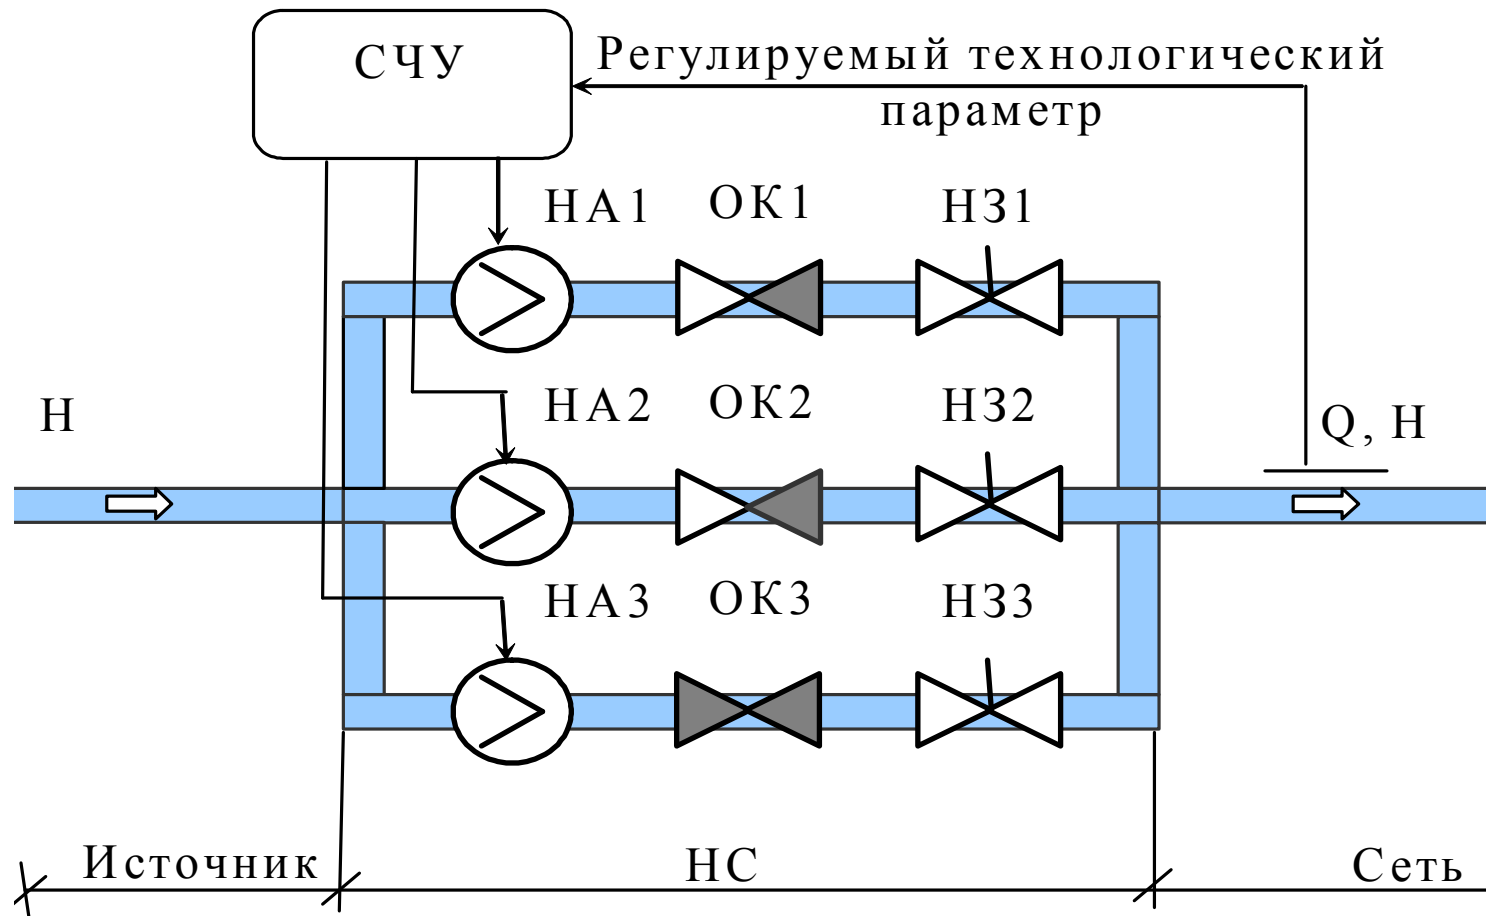 СЧУ
Регулируемый технологический
параметр
НА1 ОК1 НЗ1
НА2 ОК2 НЗ2
Н
Q, Н
НА3 ОК3 НЗ3
Источник НС Сеть